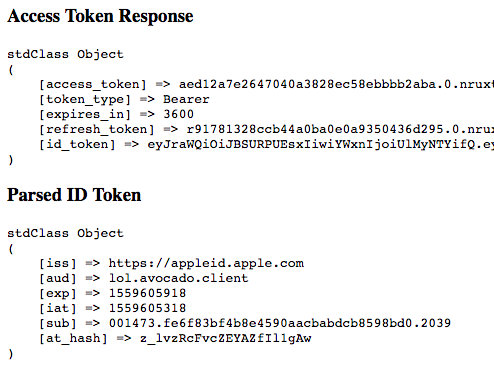 Access Token Response
stdClass Object
(
[access_token] => aed12a7e2647040a3828ec58ebbbb2aba.0.nrux
[token_type] => Bearer
[expires_in] => 3600
[refresh_token] => r91781328ccb44a0ba0e0a9350436d295.0.nru
[id_token] => eyJraWQiOiJBSURPUEsxIiwiYWxnIjoiUlMyNTYifQ.ey
)
Parsed ID Token
stdClass Object
(
[iss] => https://appleid.apple.com
[aud] => lol.avocado.client
[exp] => 1559605918
[iat] => 1559605318
[sub] => 001473.fe6f83bf4b8e4590aacbabdcb8598bd0.2039
[at_hash] => z_lvzRcFvcZEYAZfIl1gAw
)